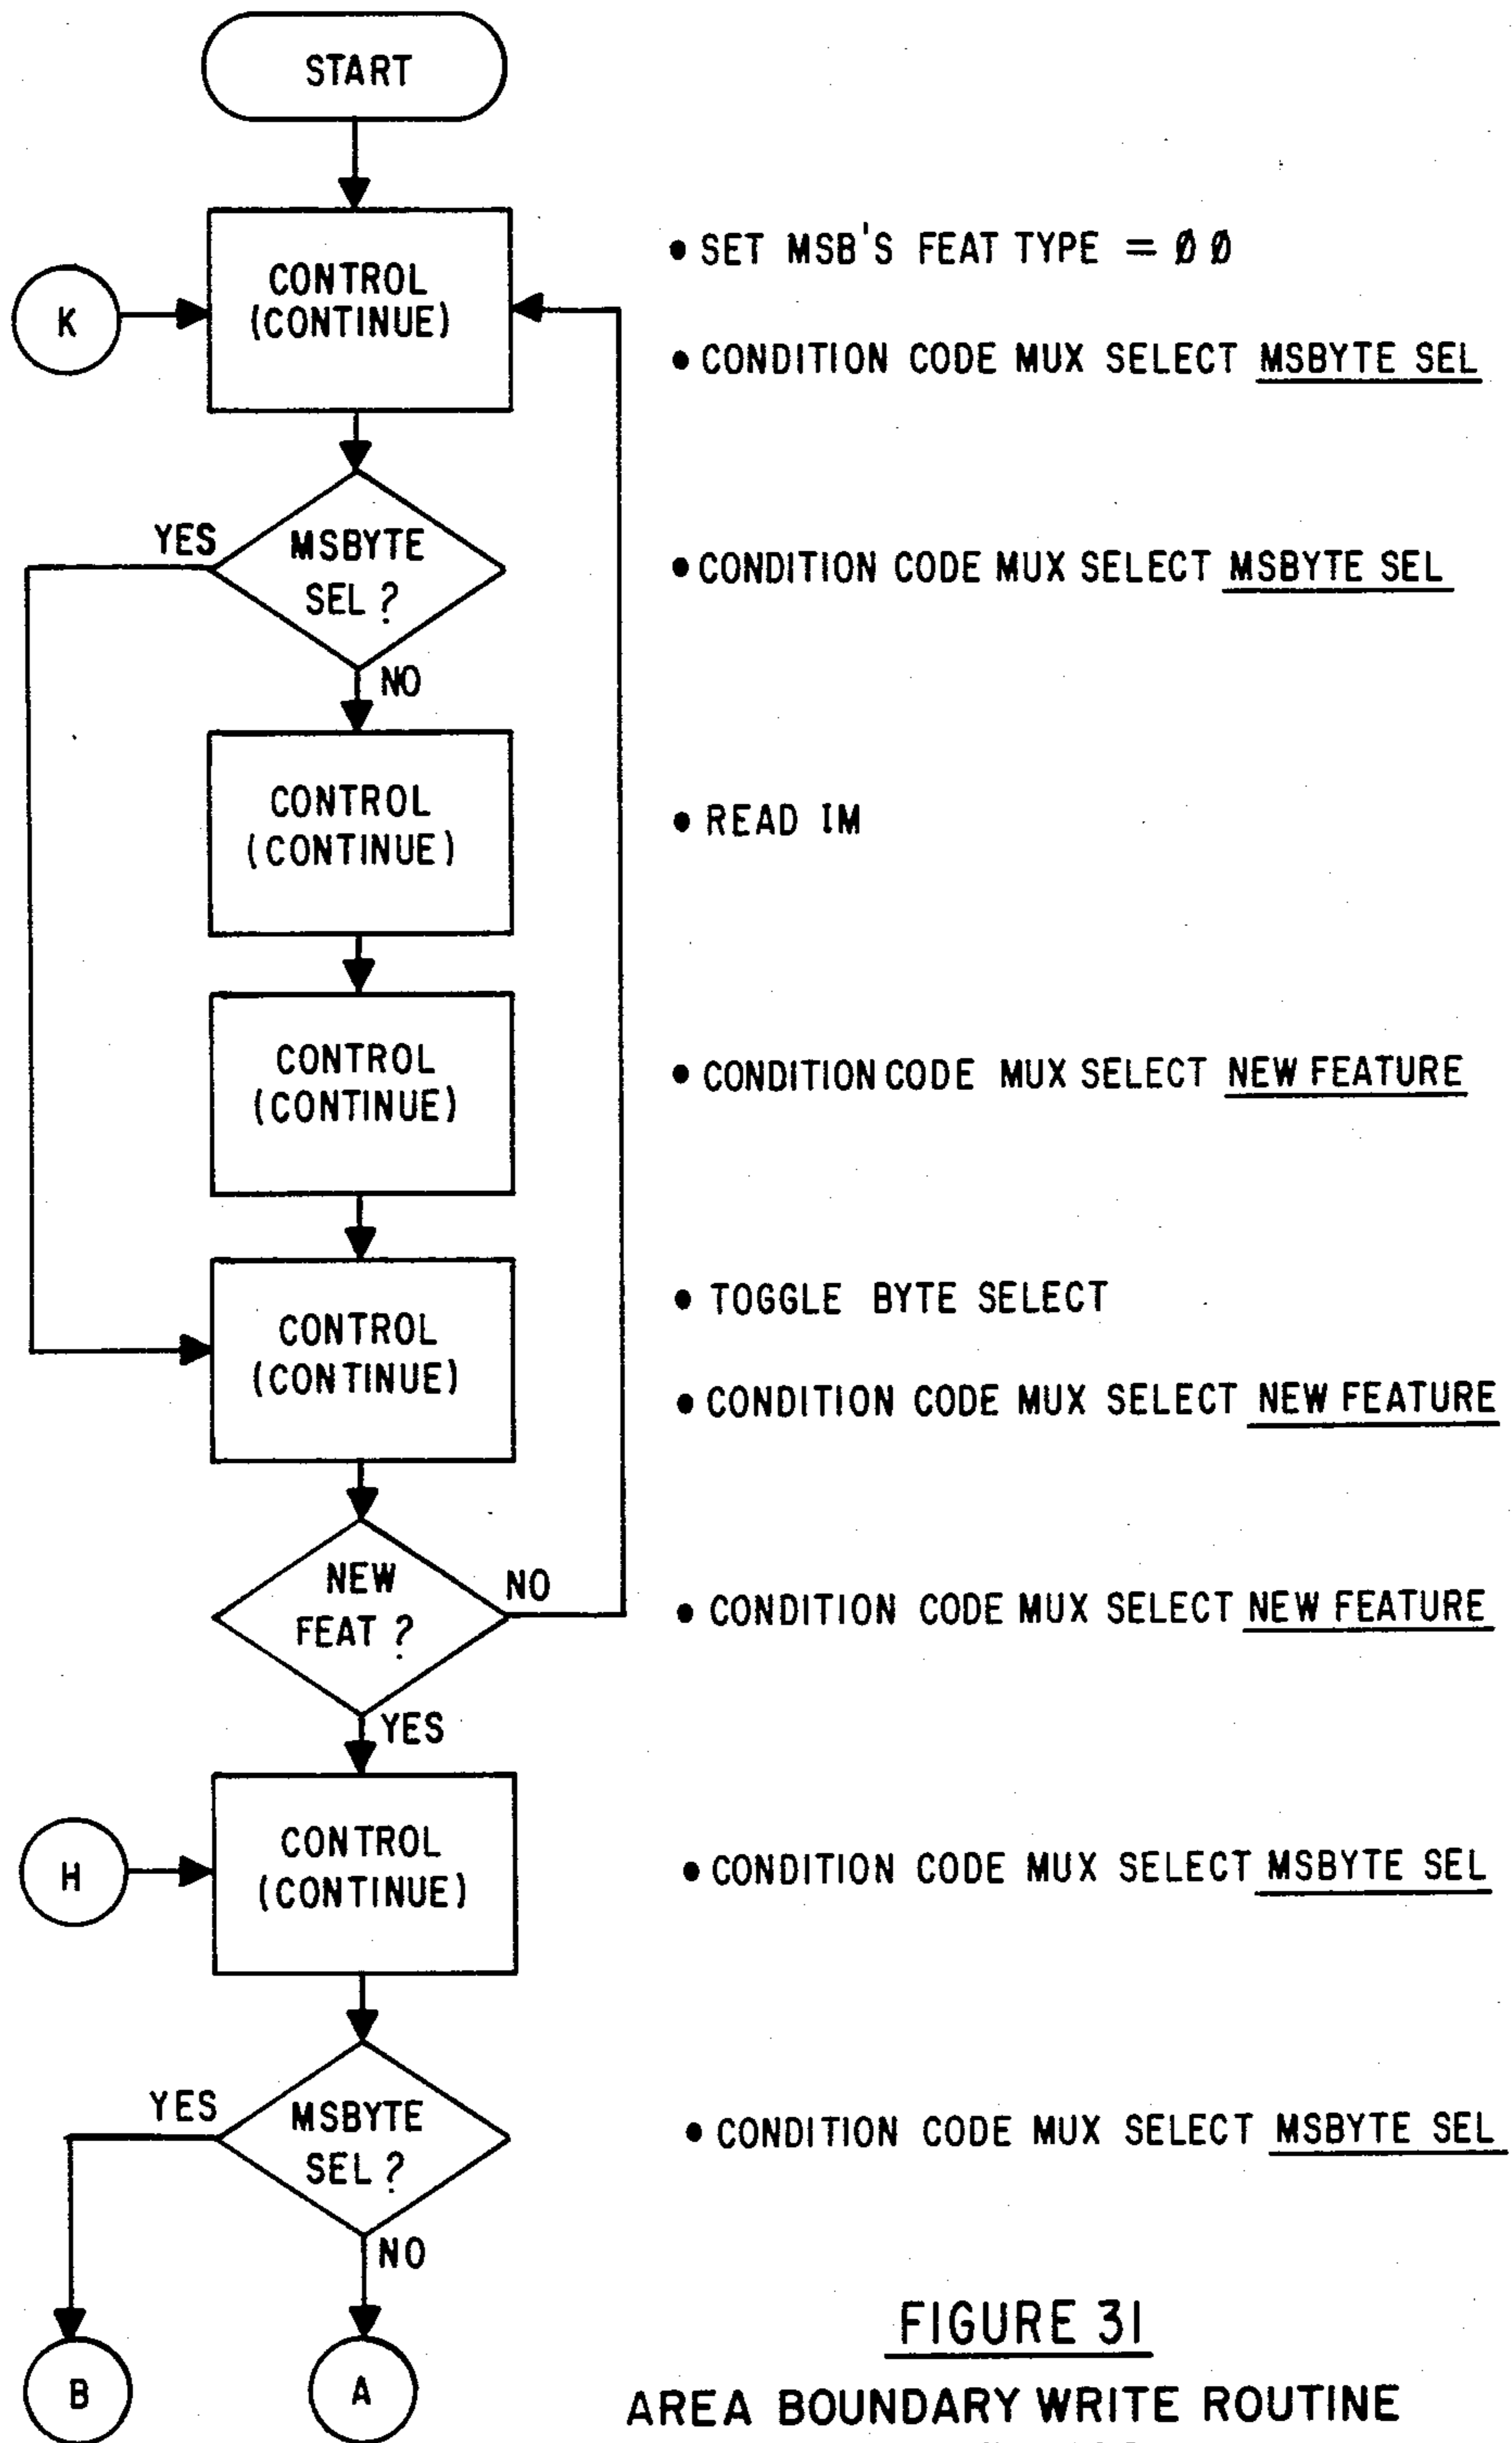 START
K
CONTROL
(CONTINUE)
• SET MSB'S FEAT TYPE = ØØ
• CONDITION CODE MUX SELECT MSBYTE SEL
YES
MSBYTE
SEL?
NO
• CONDITION CODE MUX SELECT MSBYTE SEL
CONTROL
(CONTINUE)
• READ IM
CONTROL
(CONTINUE)
• CONDITION CODE MUX SELECT NEW FEATURE
CONTROL
(CONTINUE)
• TOGGLE BYTE SELECT
• CONDITION CODE MUX SELECT NEW FEATURE
NEW
FEAT?
NO
YES
• CONDITION CODE MUX SELECT NEW FEATURE
H
CONTROL
(CONTINUE)
• CONDITION CODE MUX SELECT MSBYTE SEL
YES
MSBYTE
SEL?
NO
• CONDITION CODE MUX SELECT MSBYTE SEL
B
A
FIGURE 31
AREA BOUNDARY WRITE ROUTINE